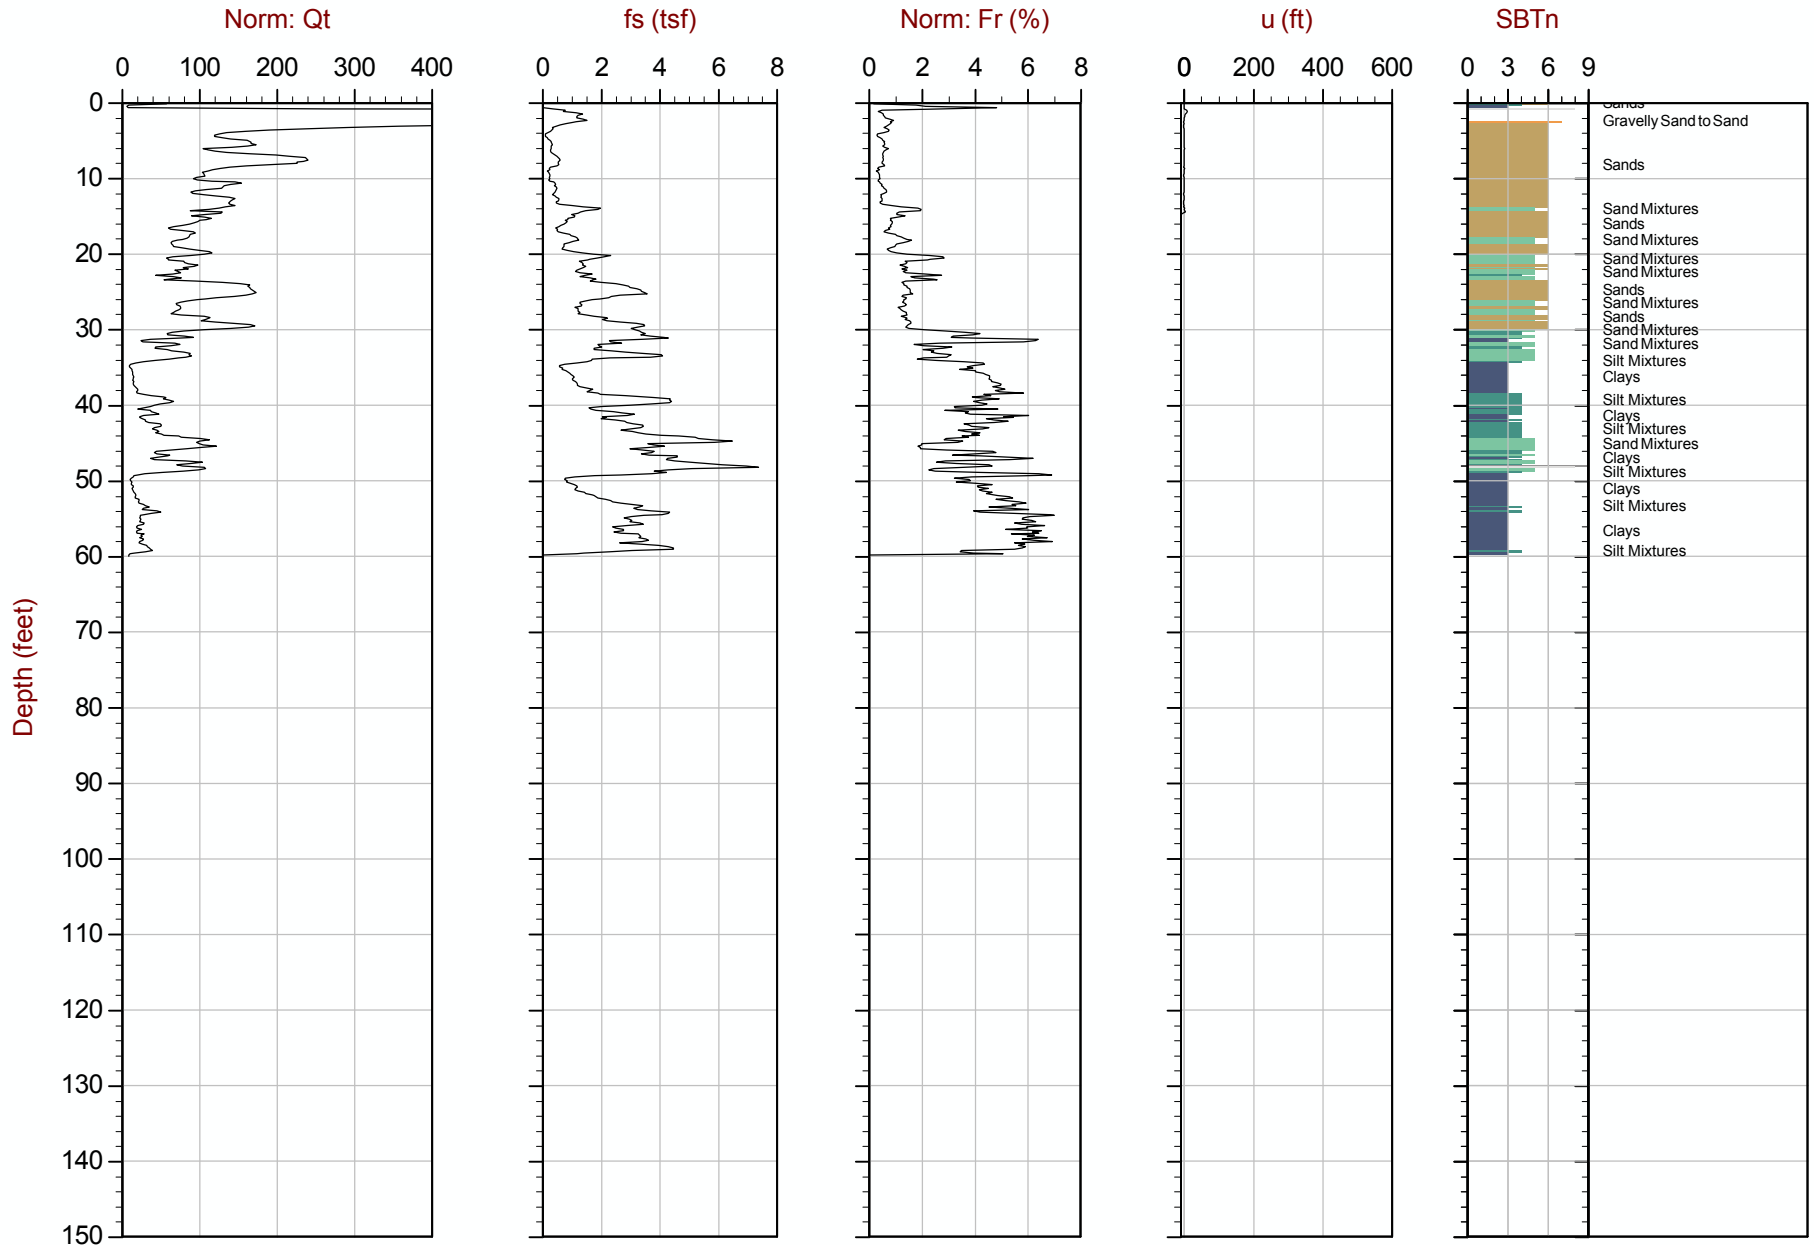 Norm: Qt
fs (tsf)
Norm: Fr (%)
u (ft)
SBTn
0 100 200 300 400
0 2 4 6 8
0 2 4 6 8
0 200 400 600
0 3 6 9
Depth (feet)
0
10
20
30
40
50
60
70
80
90
100
110
120
130
140
150
Sands
Gravelly Sand to Sand
Sands
Sand Mixtures
Sands
Sand Mixtures
Sand Mixtures
Sand Mixtures
Sands
Sand Mixtures
Sands
Sand Mixtures
Sand Mixtures
Silt Mixtures
Clays
Silt Mixtures
Clays
Silt Mixtures
Sand Mixtures
Clays
Silt Mixtures
Clays
Silt Mixtures
Clays
Silt Mixtures